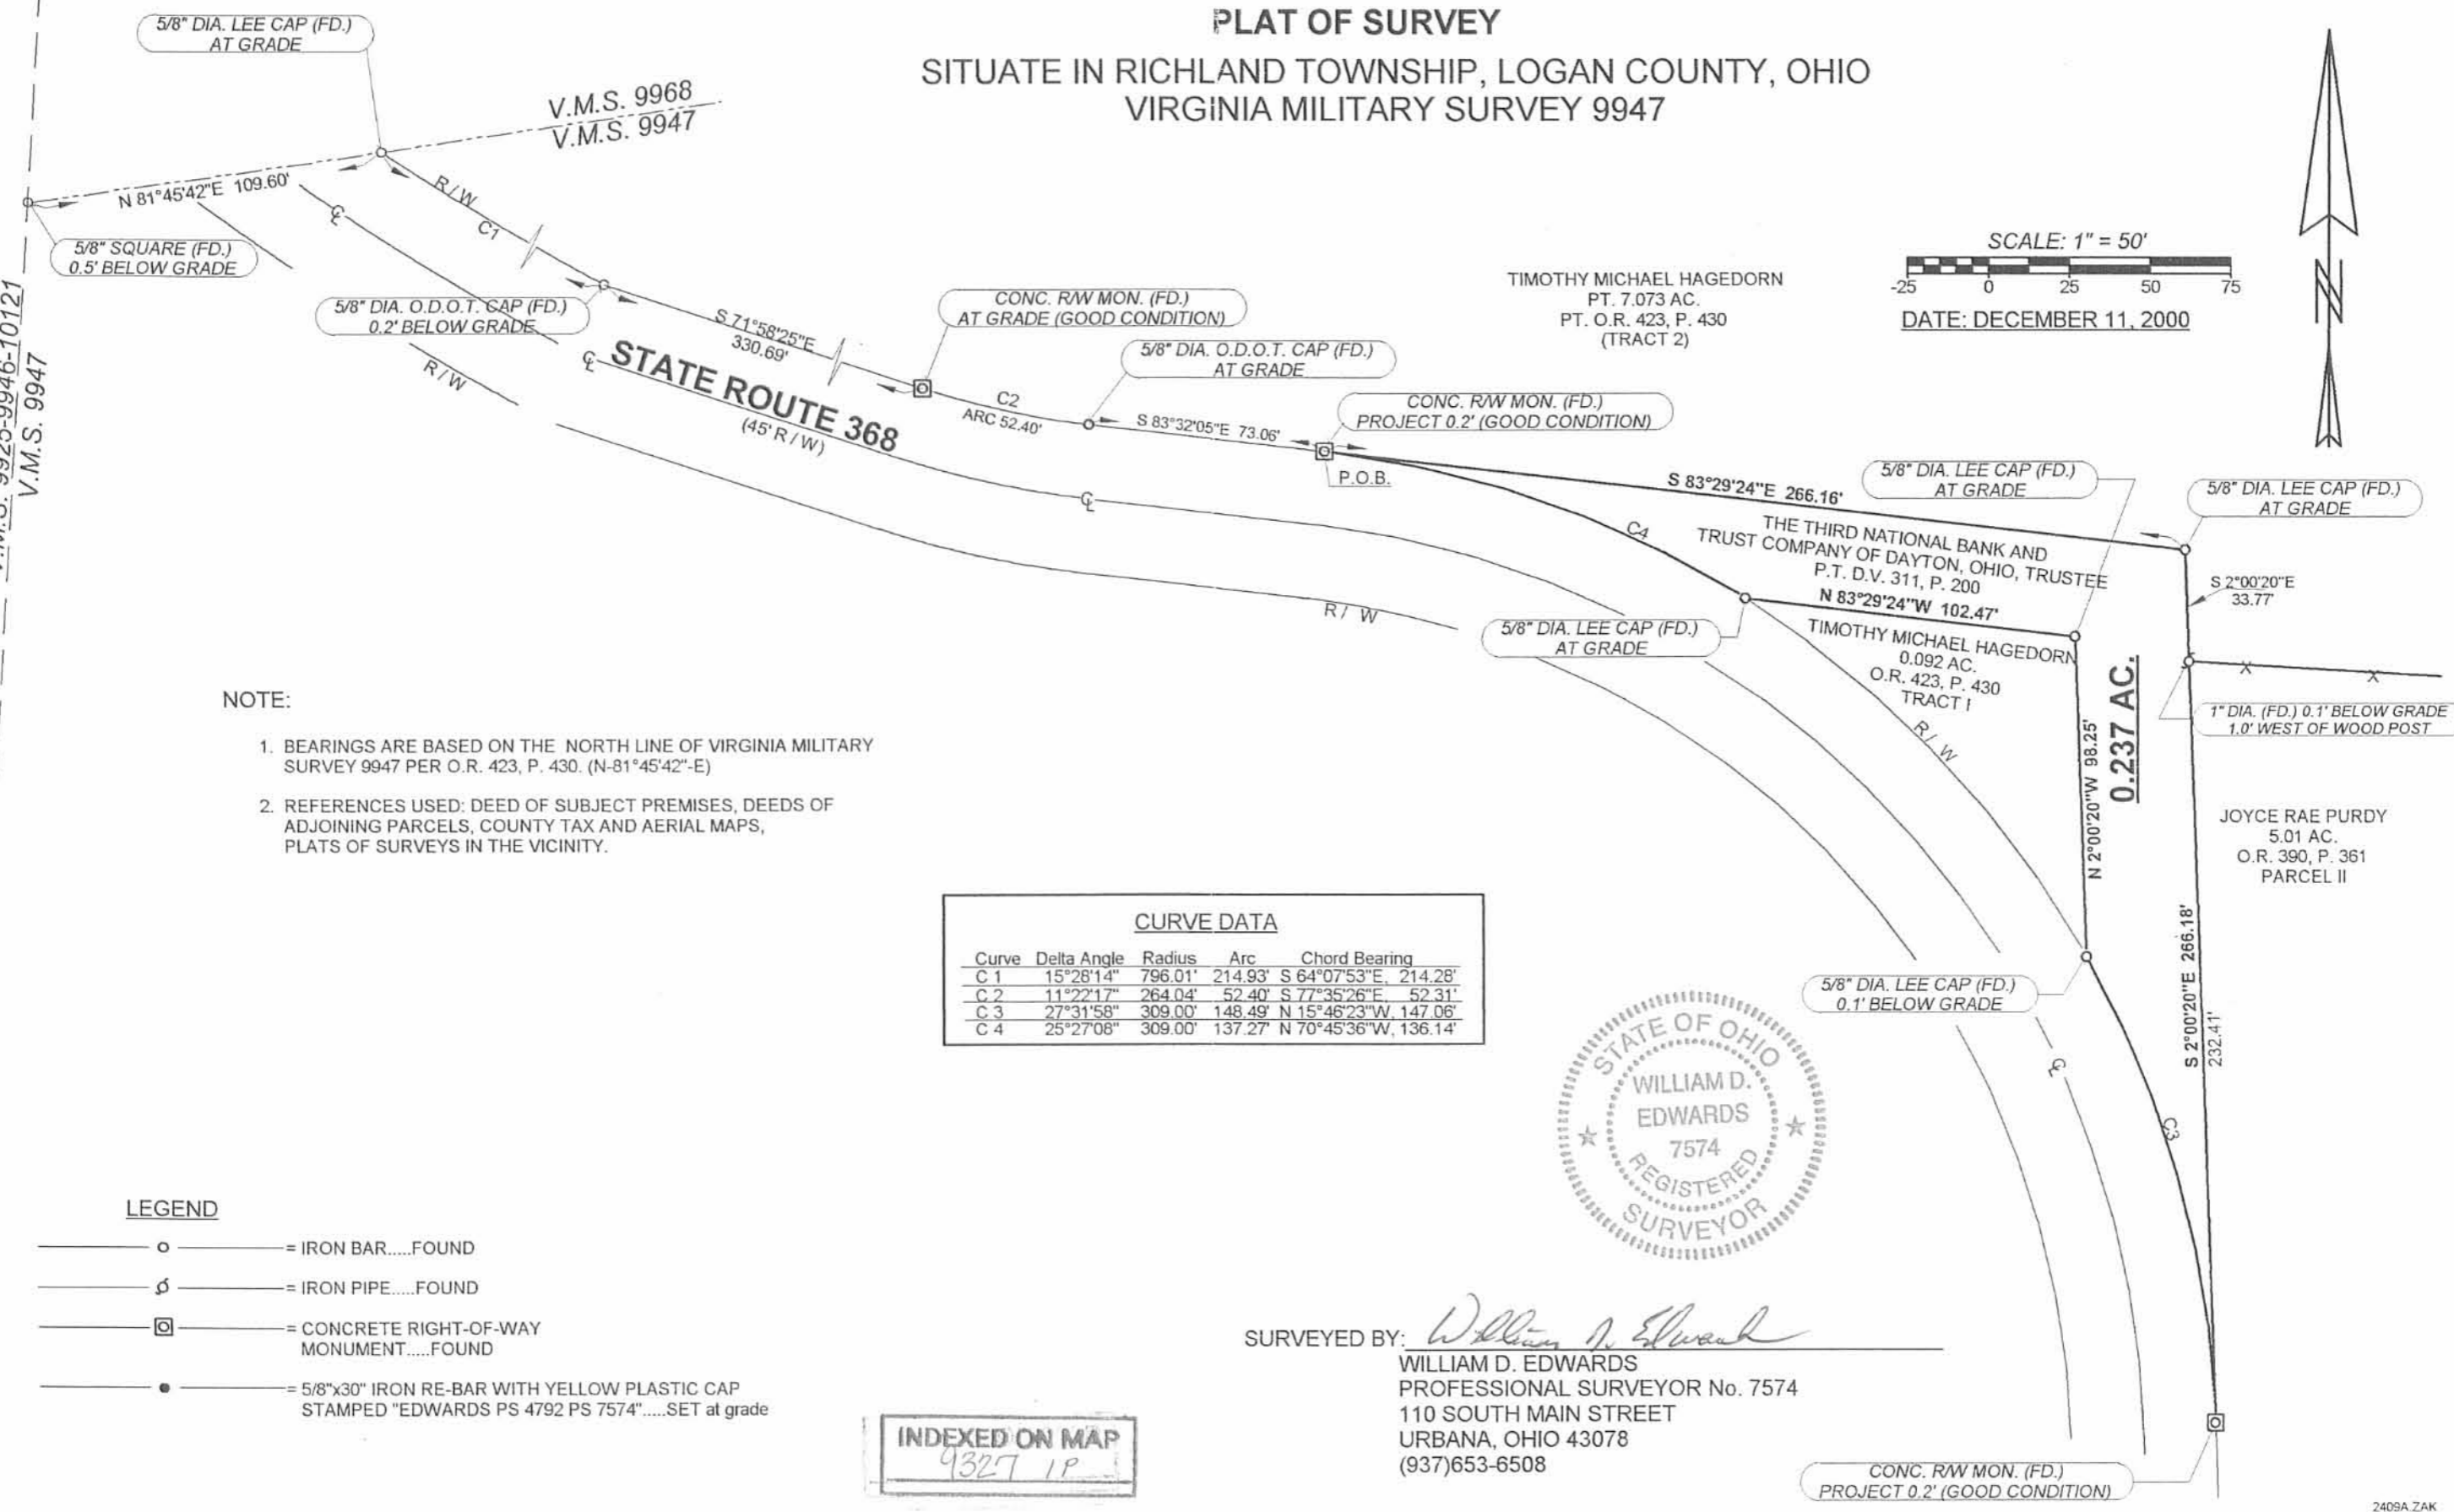 PLAT OF SURVEY
SITUATE IN RICHLAND TOWNSHIP, LOGAN COUNTY, OHIO
VIRGINIA MILITARY SURVEY 9947
5/8" DIA. LEE CAP (FD.)
AT GRADE
V.M.S. 9968
V.M.S. 9947
N 81°45'42"E 109.60'
5/8" SQUARE (FD.)
0.5' BELOW GRADE
9925-9946-10121
V.M.S. 9947
R/W
C1
5/8" DIA. O.D.O.T. CAP (FD.)
0.2' BELOW GRADE
R/W
S 71°58'25"E
330.69'
STATE ROUTE 368
(45' R/W)
CONC. R/W MON. (FD.)
AT GRADE (GOOD CONDITION)
C2
ARC 52.40'
5/8" DIA. O.D.O.T. CAP (FD.)
AT GRADE
S 83°32'05"E 73.06'
CONC. R/W MON. (FD.)
PROJECT 0.2' (GOOD CONDITION)
P.O.B.
TIMOTHY MICHAEL HAGEDORN
PT. 7.073 AC.
PT. O.R. 423, P. 430
(TRACT 2)
SCALE: 1" = 50'
-25 0 25 50 75
DATE: DECEMBER 11, 2000
N
S 83°29'24"E 266.16'
5/8" DIA. LEE CAP (FD.)
AT GRADE
5/8" DIA. LEE CAP (FD.)
AT GRADE
C4
THE THIRD NATIONAL BANK AND
TRUST COMPANY OF DAYTON, OHIO, TRUSTEE
P.T. D.V. 311, P. 200
N 83°29'24"W 102.47'
S 2°00'20"E
33.77'
R/W
5/8" DIA. LEE CAP (FD.)
AT GRADE
TIMOTHY MICHAEL HAGEDORN
0.092 AC.
O.R. 423, P. 430
TRACT I
R/W
N 2°00'20"W 98.25'
0.237 AC.
X X
1" DIA. (FD.) 0.1' BELOW GRADE
1.0' WEST OF WOOD POST
JOYCE RAE PURDY
5.01 AC.
O.R. 390, P. 361
PARCEL II
S 2°00'20"E 266.18'
232.41'
5/8" DIA. LEE CAP (FD.)
0.1' BELOW GRADE
C3
NOTE:
1. BEARINGS ARE BASED ON THE NORTH LINE OF VIRGINIA MILITARY
SURVEY 9947 PER O.R. 423, P. 430. (N-81°45'42"-E)
2. REFERENCES USED: DEED OF SUBJECT PREMISES, DEEDS OF
ADJOINING PARCELS, COUNTY TAX AND AERIAL MAPS,
PLATS OF SURVEYS IN THE VICINITY.
CURVE DATA
Curve Delta Angle Radius Arc Chord Bearing
C 1 15°28'14" 796.01' 214.93' S 64°07'53"E, 214.28'
C 2 11°22'17" 264.04' 52.40' S 77°35'26"E, 52.31'
C 3 27°31'58" 309.00' 148.49' N 15°46'23"W, 147.06'
C 4 25°27'08" 309.00' 137.27' N 70°45'36"W, 136.14'
STATE OF OHIO
WILLIAM D.
EDWARDS
7574
REGISTERED
SURVEYOR
LEGEND
= IRON BAR.....FOUND
= IRON PIPE.....FOUND
= CONCRETE RIGHT-OF-WAY
MONUMENT.....FOUND
= 5/8"x30" IRON RE-BAR WITH YELLOW PLASTIC CAP
STAMPED "EDWARDS PS 4792 PS 7574".....SET at grade
INDEXED ON MAP
9327 1P
SURVEYED BY: William D. Edwards
WILLIAM D. EDWARDS
PROFESSIONAL SURVEYOR No. 7574
110 SOUTH MAIN STREET
URBANA, OHIO 43078
(937)653-6508
CONC. R/W MON. (FD.)
PROJECT 0.2' (GOOD CONDITION)
2409A.ZAK